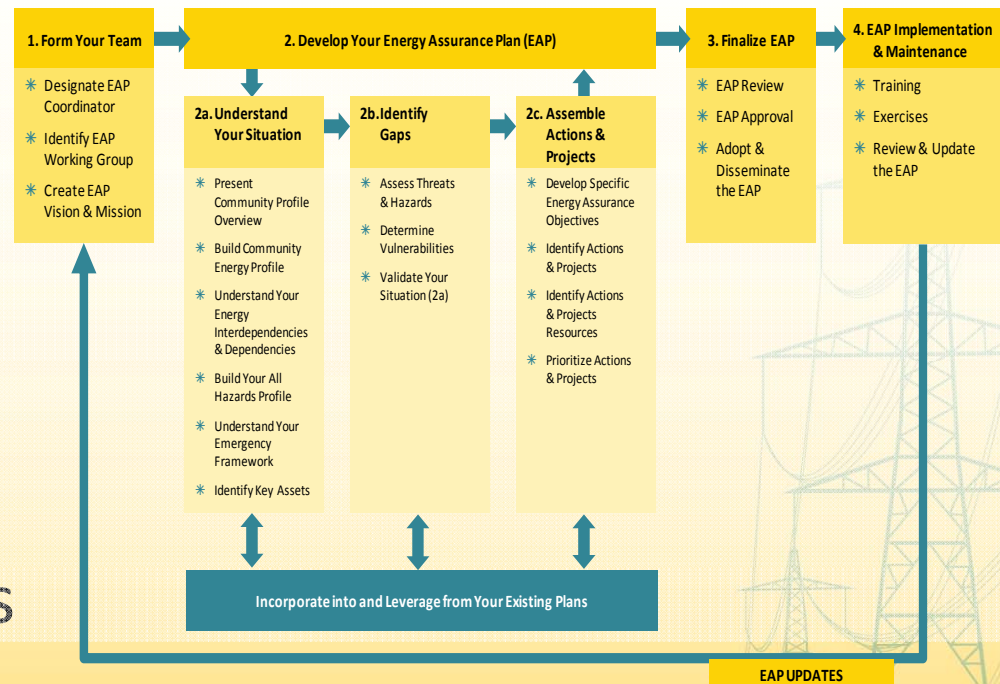 1. Form Your Team
✳ Designate EAP
Coordinator
✳ Identify EAP
Working Group
✳ Create EAP
Vision & Mission
2. Develop Your Energy Assurance Plan (EAP)
2a. Understand
Your Situation
✳ Present
Community Profile
Overview
✳ Build Community
Energy Profile
✳ Understand Your
Energy
Interdependencies
& Dependencies
✳ Build Your All
Hazards Profile
✳ Understand Your
Emergency
Framework
✳ Identify Key Assets
2b. Identify
Gaps
✳ Assess Threats
& Hazards
✳ Determine
Vulnerabilities
✳ Validate Your
Situation (2a)
2c. Assemble
Actions &
Projects
✳ Develop Specific
Energy Assurance
Objectives
✳ Identify Actions
& Projects
✳ Identify Actions
& Projects
Resources
✳ Prioritize Actions
& Projects
3. Finalize EAP
✳ EAP Review
✳ EAP Approval
✳ Adopt &
Disseminate
the EAP
4. EAP Implementation
& Maintenance
✳ Training
✳ Exercises
✳ Review & Update
the EAP
Incorporate into and Leverage from Your Existing Plans
s
EAP UPDATES